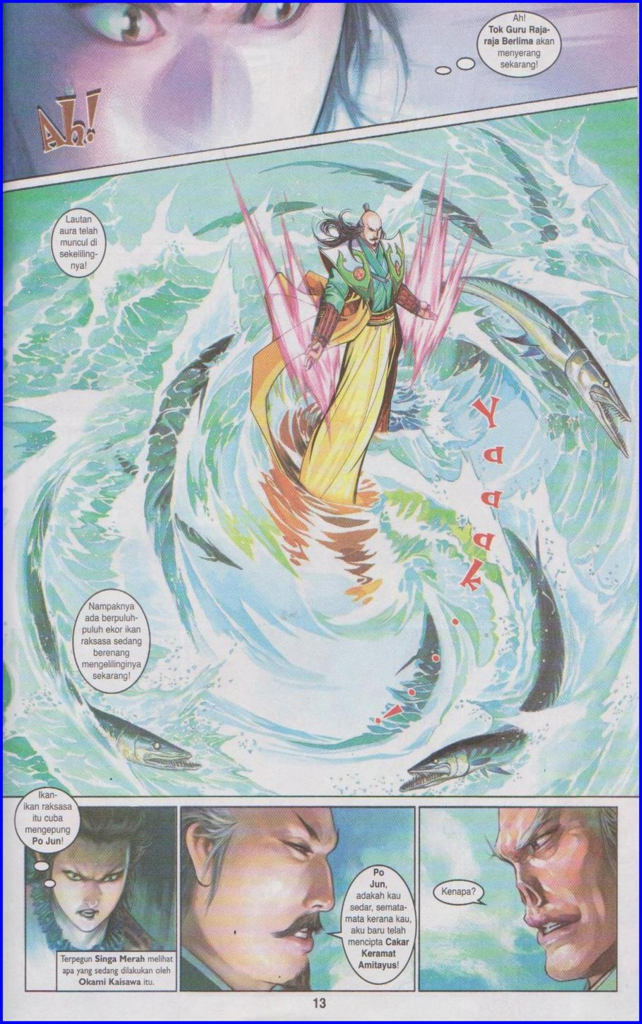 Ah!
Tok Guru Raja-
raja Berlima akan
menyerang
sekarang!
Ah!
Lautan
aura telah
muncul di
sekeliling-
nya!
Yaaak...!
Nampaknya
ada berpuluh-
puluh ekor ikan
raksasa sedang
berenang
mengelilinginya
sekarang!
Ikan-
ikan raksasa
itu cuba
mengepung
Po Jun!
Terpegun Singa Merah melihat
apa yang sedang dilakukan oleh
Okami Kaisawa itu.
Po
Jun,
adakah kau
sedar, semata-
mata kerana kau,
aku baru telah
mencipta Cakar
Keramat
Amitayus!
Kenapa?
13